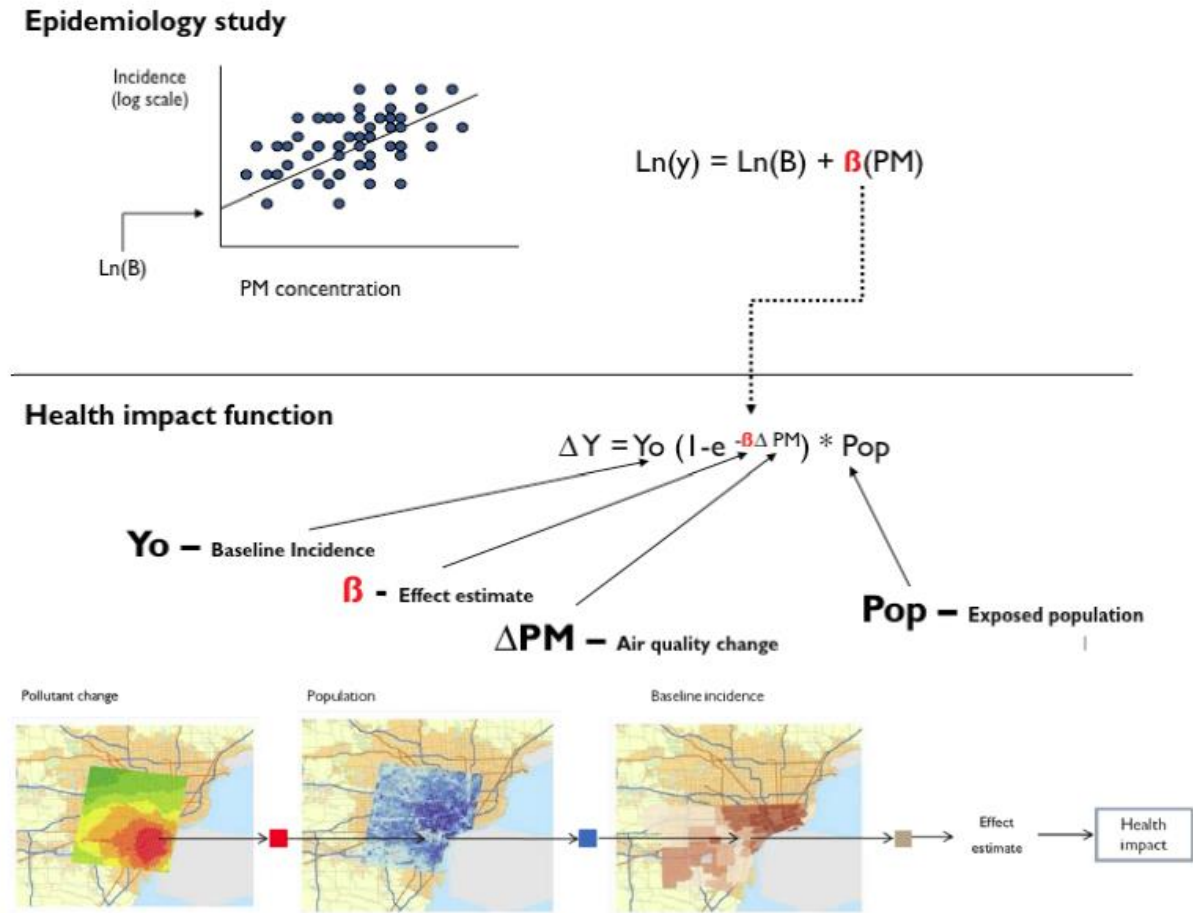 Epidemiology study
Incidence
(log scale)
Ln(y) = Ln(B) + ß(PM)
Ln(B)
PM concentration
Health impact function
Δ Y = Yo (1-e -ßΔ PM) * Pop
Yo – Baseline Incidence
ß - Effect estimate
Pop – Exposed population
ΔPM – Air quality change
Pollutant change
Population
Baseline incidence
Effect
estimate
Health
impact